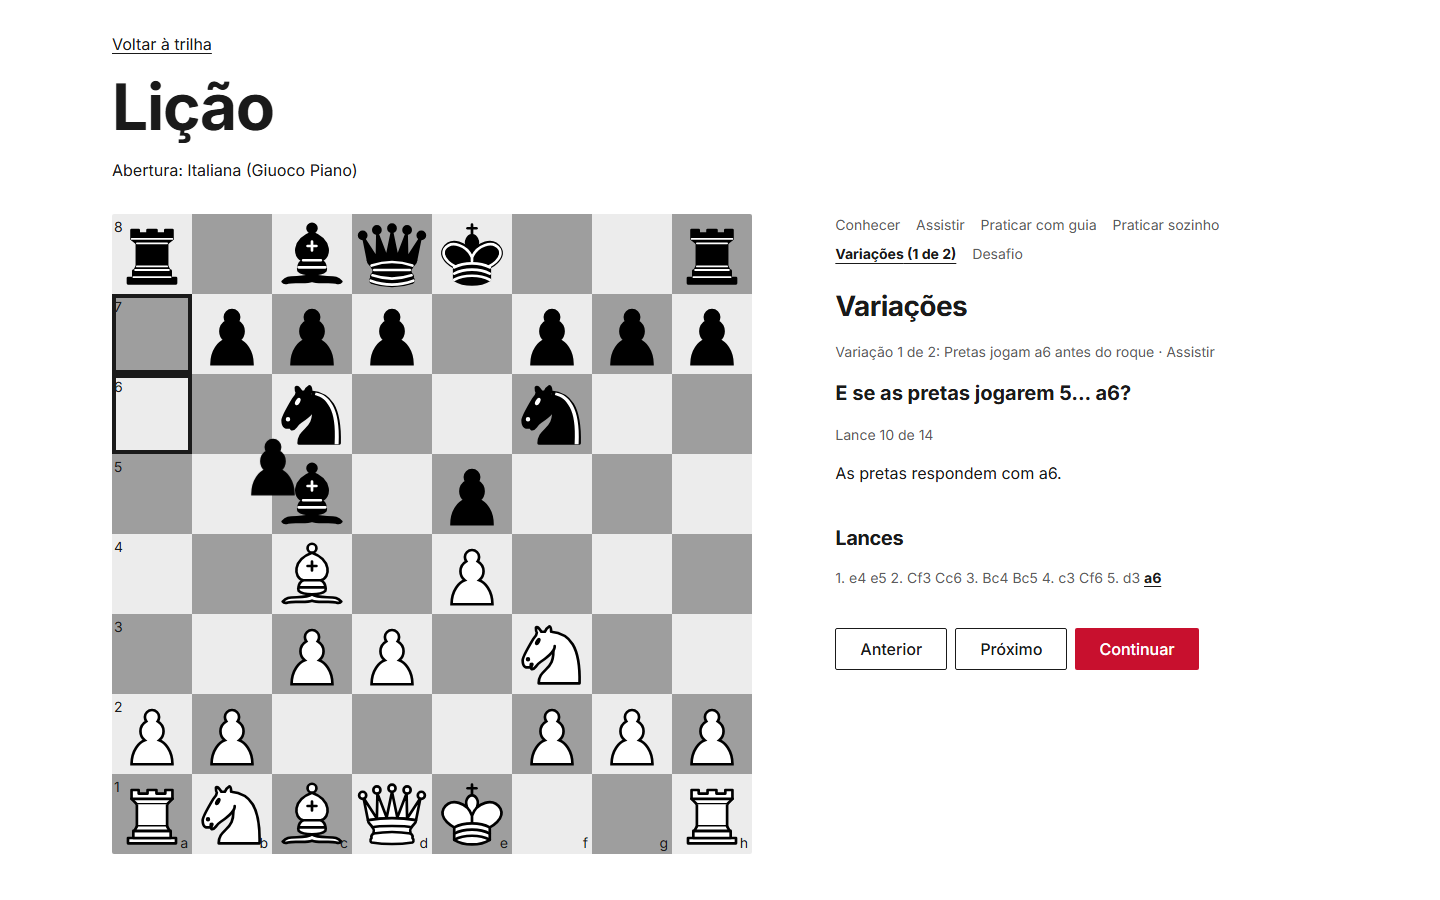 Voltar à trilha
Lição
Abertura: Italiana (Giuoco Piano)
8
7
6
5
4
3
2
1
a
b
c
d
e
f
g
h
Conhecer Assistir Praticar com guia Praticar sozinho
Variações (1 de 2) Desafio
Variações
Variação 1 de 2: Pretas jogam a6 antes do roque · Assistir
E se as pretas jogarem 5... a6?
Lance 10 de 14
As pretas respondem com a6.
Lances
1. e4 e5 2. Cf3 Cc6 3. Bc4 Bc5 4. c3 Cf6 5. d3 a6
Anterior Próximo Continuar